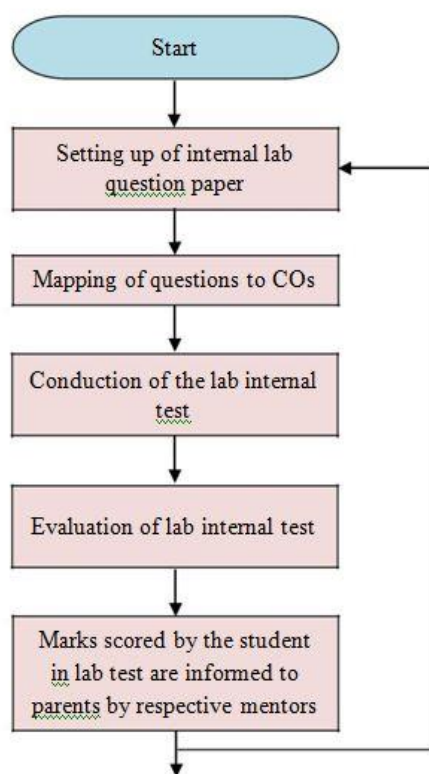 Start
Setting up of internal lab
question paper
Mapping of questions to COs
Conduction of the lab internal
test
Evaluation of lab internal test
Marks scored by the student
in lab test are informed to
parents by respective mentors